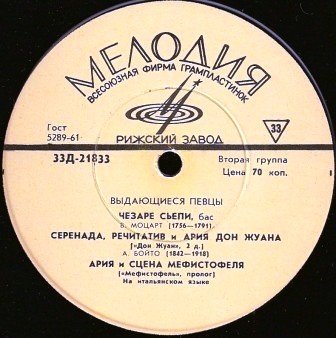 МЕЛОДИЯ
ВСЕСОЮЗНАЯ ФИРМА ГРАМПЛАСТИНОК
Гост
5289-61
33
РИЖСКИЙ ЗАВОД
33Д-21833
Вторая группа
Цена 70 коп.
ВЫДАЮЩИЕСЯ ПЕВЦЫ
ЧЕЗАРЕ СЬЕПИ, бас
В. МОЦАРТ (1756—1791)
СЕРЕНАДА, РЕЧИТАТИВ и АРИЯ ДОН ЖУАНА
(«Дон Жуан», 2 д.)
А. БОЙТО (1842-1918)
АРИЯ и СЦЕНА МЕФИСТОФЕЛЯ
(«Мефистофель», пролог)
На итальянском языке